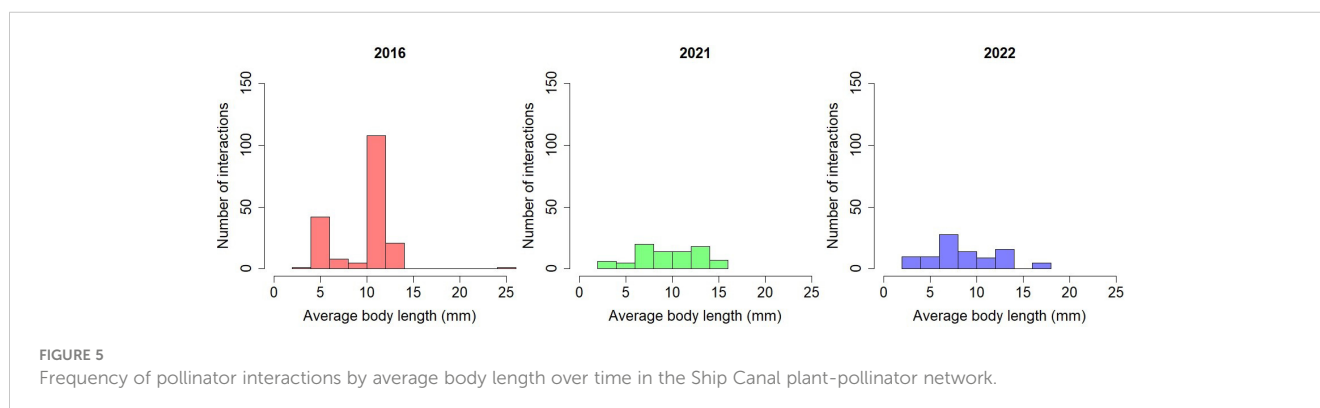 2016
150
100
50
0
Number of interactions
0 5 10 15 20 25
Average body length (mm)
2021
150
100
50
0
Number of interactions
0 5 10 15 20 25
Average body length (mm)
2022
150
100
50
0
Number of interactions
0 5 10 15 20 25
Average body length (mm)
FIGURE 5
Frequency of pollinator interactions by average body length over time in the Ship Canal plant-pollinator network.